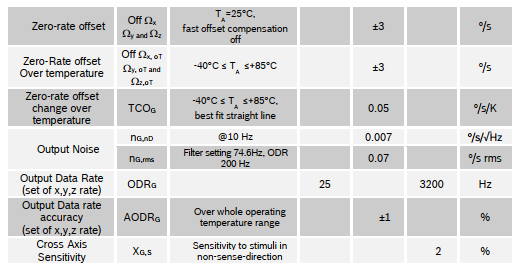 Zero-rate offset
Off Ωx
Ωy and Ωz
TA=25°C,
fast offset compensation
off
±3
°/s
Zero-Rate offset
Over temperature
Off Ωx, oT
Ωy, oT and
Ωz,oT
-40°C ≤ TA ≤+85°C
±3
°/s
Zero-rate offset
change over
temperature
TCOG
-40°C ≤ TA ≤+85°C,
best fit straight line
0.05
°/s/K
Output Noise
nG,nD
@10 Hz
0.007
°/s/√Hz
nG,rms
Filter setting 74.6Hz, ODR
200 Hz
0.07
°/s rms
Output Data Rate
(set of x,y,z rate)
ODRG
25
3200
Hz
Output Data rate
accuracy
(set of x,y,z rate)
AODRG
Over whole operating
temperature range
±1
%
Cross Axis
Sensitivity
XG,S
Sensitivity to stimuli in
non-sense-direction
2
%